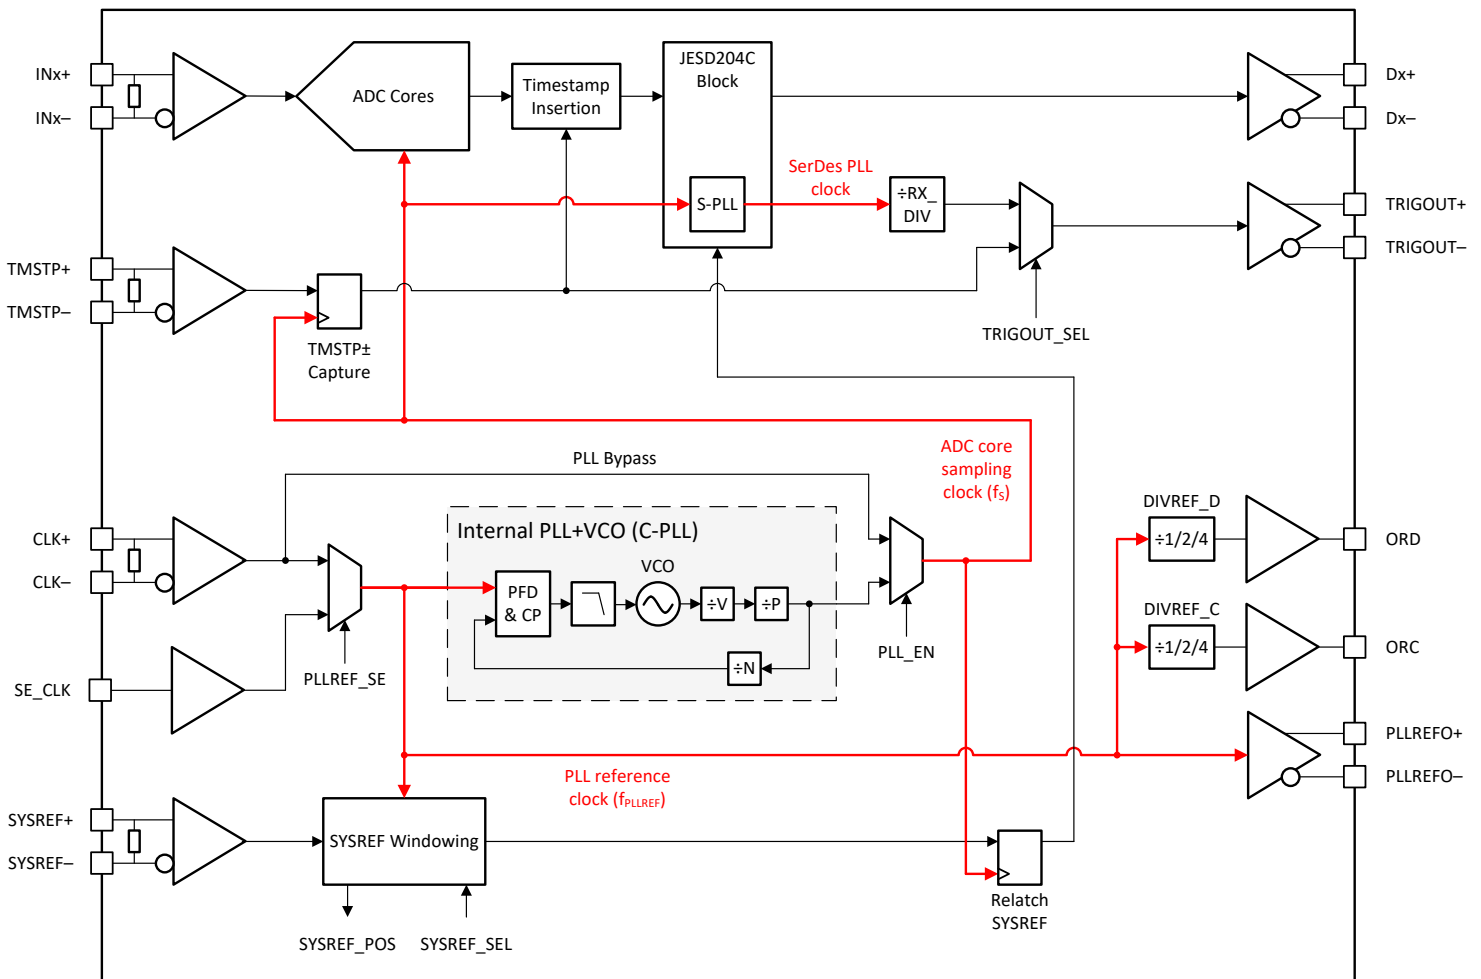 INx+
INx–
ADC Cores
Timestamp
Insertion
JESD204C
Block
S-PLL
SerDes PLL
clock
÷RX_
DIV
Dx+
Dx–
TRIGOUT+
TRIGOUT–
TRIGOUT_SEL
TMSTP+
TMSTP–
TMSTP±
Capture
PLL Bypass
ADC core
sampling
clock (fS)
CLK+
CLK–
SE_CLK
PLLREF_SE
Internal PLL+VCO (C-PLL)
PFD
& CP
VCO
÷V
÷P
÷N
PLL_EN
DIVREF_D
÷1/2/4
ORD
DIVREF_C
÷1/2/4
ORC
PLLREFO+
PLLREFO–
PLL reference
clock (fPLLREF)
SYSREF+
SYSREF–
SYSREF Windowing
SYSREF_POS
SYSREF_SEL
Relatch
SYSREF